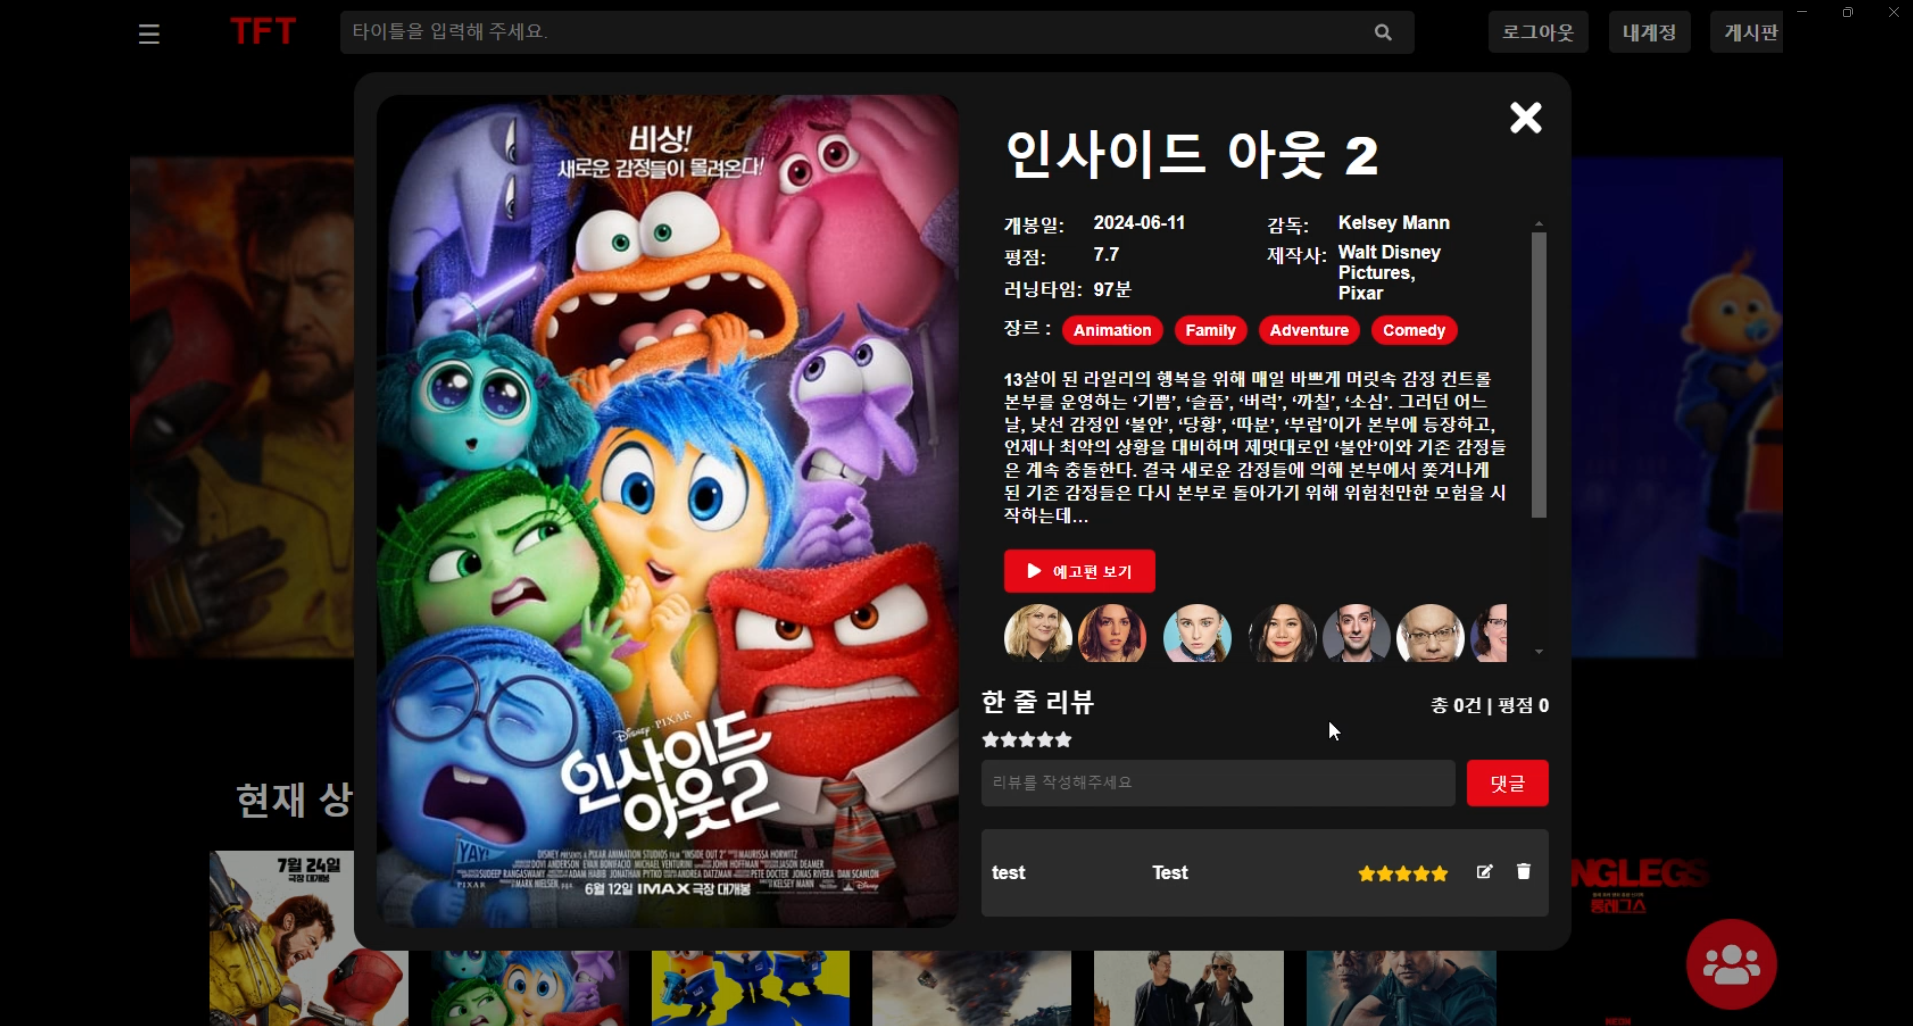 TFT
타이틀을 입력해 주세요.
로그아웃
내계정
게시판
비상!
새로운 감정들이 몰려온다!
인사이드 아웃 2
개봉일: 2024-06-11
감독: Kelsey Mann
평점: 7.7
제작사: Walt Disney
Pictures,
Pixar
러닝타임: 97분
장르 : Animation Family Adventure Comedy
13살이 된 라일리의 행복을 위해 매일 바쁘게 머릿속 감정 컨트롤
본부를 운영하는 ‘기쁨’, ‘슬픔’, ‘버럭’, ‘까칠’, ‘소심’. 그러던 어느
날, 낯선 감정인 ‘불안’, ‘당황’, ‘따분’, ‘부럽’이가 본부에 등장하고,
언제나 최악의 상황을 대비하며 제멋대로인 ‘불안’이와 기존 감정들
은 계속 충돌한다. 결국 새로운 감정들에 의해 본부에서 쫓겨나게
된 기존 감정들은 다시 본부로 돌아가기 위해 위험천만한 모험을 시
작하는데…
예고편 보기
한 줄 리뷰
총 0건 | 평점 0
리뷰를 작성해주세요
댓글
test
Test
Disney · PIXAR
인사이드
아웃2
YAY!
PIXAR
6월 12일 IMAX 극장 대개봉
Disney
현재 상
7월 24일
극장 대개봉
NGLEGS
롱레그스